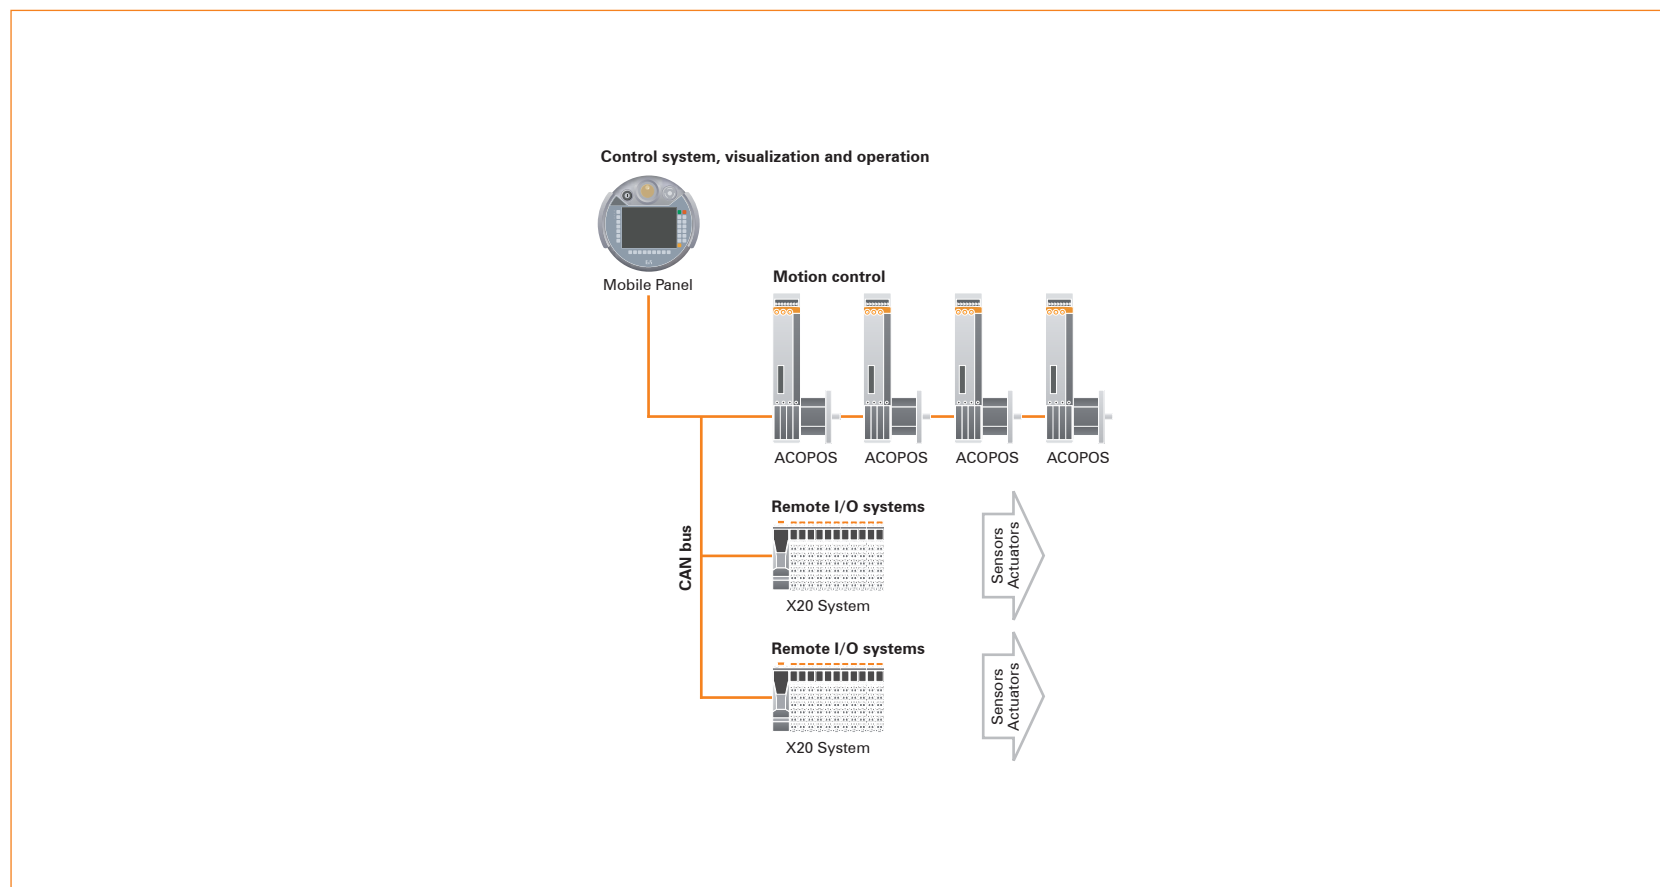 Control system, visualization and operation
Mobile Panel
Motion control
ACOPOS
ACOPOS
ACOPOS
ACOPOS
CAN bus
Remote I/O systems
X20 System
Sensors
Actuators
Remote I/O systems
X20 System
Sensors
Actuators